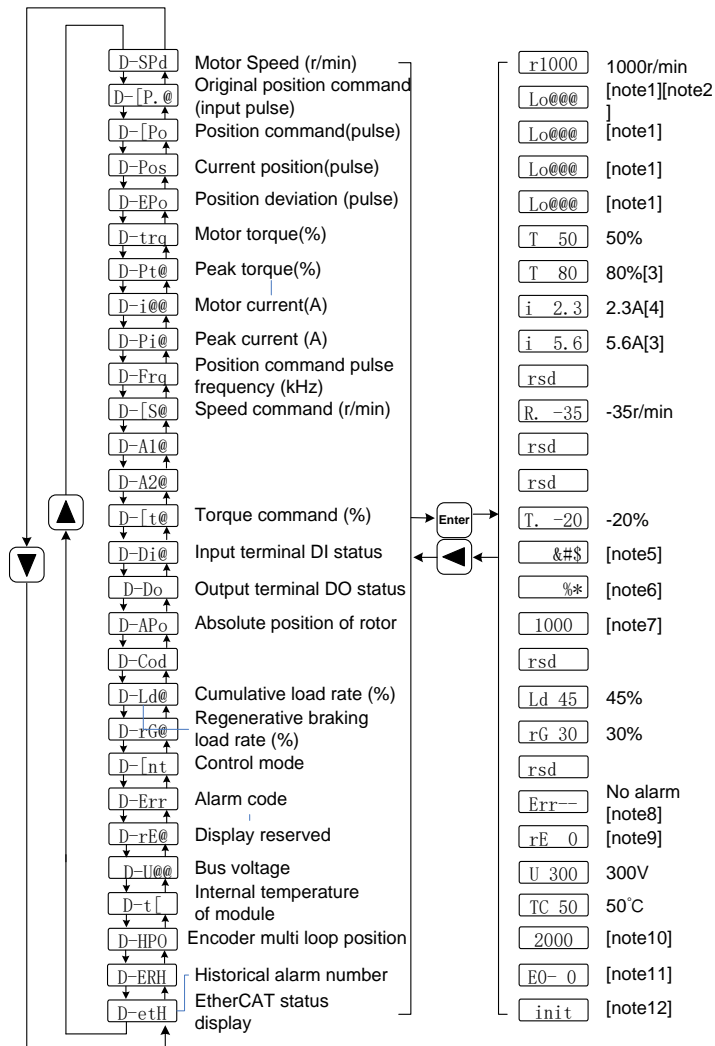 D-SPd Motor Speed (r/min) r1000 1000r/min
D-[P.@ Original position command
(input pulse) Lo@@@ [note1][note2
]
D-[Po Position command(pulse) Lo@@@ [note1]
D-Pos Current position(pulse) Lo@@@ [note1]
D-EPo Position deviation (pulse) Lo@@@ [note1]
D-trq Motor torque(%) T 50 50%
D-Pt@ Peak torque(%) T 80 80%[3]
D-i@@ Motor current(A) i 2.3 2.3A[4]
D-Pi@ Peak current (A) i 5.6 5.6A[3]
D-Frq Position command pulse
frequency (kHz) rsd
D-[S@ Speed command (r/min) R. -35 -35r/min
D-A1@ rsd
D-A2@ rsd
D-[t@ Torque command (%) Enter T. -20 -20%
D-Di@ Input terminal DI status &#$ [note5]
D-Do Output terminal DO status %* [note6]
D-APo Absolute position of rotor 1000 [note7]
D-Cod rsd
D-Ld@ Cumulative load rate (%) Ld 45 45%
D-rG@ Regenerative braking
load rate (%) rG 30 30%
D-[nt Control mode rsd
D-Err Alarm code Err-- No alarm
[note8]
D-rE@ Display reserved rE 0 [note9]
D-U@@ Bus voltage U 300 300V
D-t[ Internal temperature
of module TC 50 50℃
D-HPO Encoder multi loop position 2000 [note10]
D-ERH Historical alarm number E0- 0 [note11]
D-etH EtherCAT status
display init [note12]